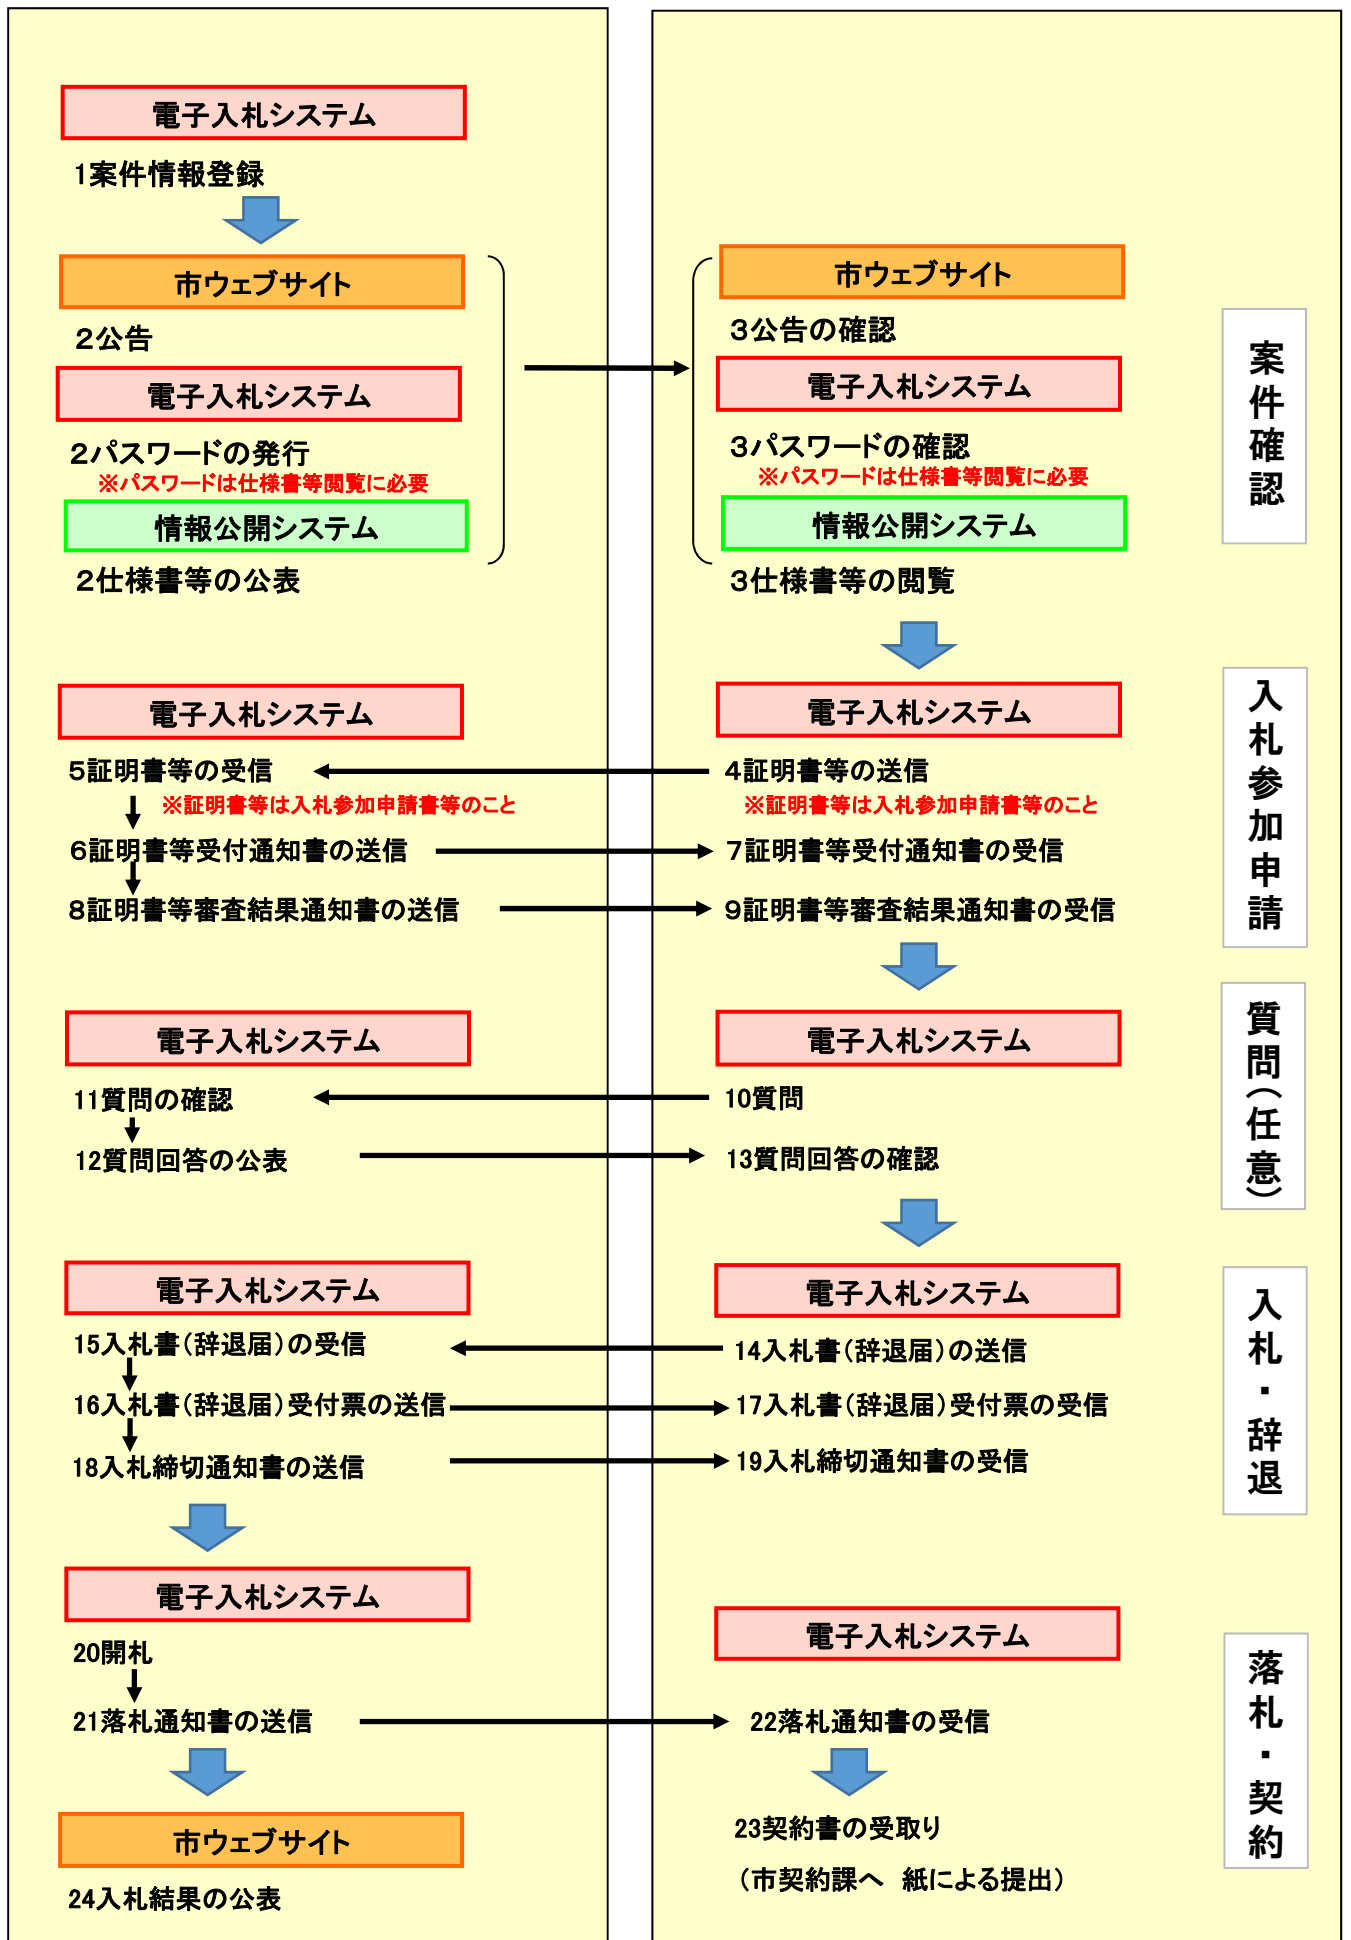 電子入札システム
1案件情報登録
市ウェブサイト
2公告
電子入札システム
2パスワードの発行
※パスワードは仕様書等閲覧に必要
情報公開システム
2仕様書等の公表
市ウェブサイト
3公告の確認
電子入札システム
3パスワードの確認
※パスワードは仕様書等閲覧に必要
情報公開システム
3仕様書等の閲覧
案件確認
電子入札システム
5証明書等の受信
※証明書等は入札参加申請書等のこと
6証明書等受付通知書の送信
8証明書等審査結果通知書の送信
電子入札システム
4証明書等の送信
※証明書等は入札参加申請書等のこと
7証明書等受付通知書の受信
9証明書等審査結果通知書の受信
入札参加申請
電子入札システム
11質問の確認
12質問回答の公表
電子入札システム
10質問
13質問回答の確認
質問(任意)
電子入札システム
15入札書(辞退届)の受信
16入札書(辞退届)受付票の送信
18入札締切通知書の送信
電子入札システム
14入札書(辞退届)の送信
17入札書(辞退届)受付票の受信
19入札締切通知書の受信
入札・辞退
電子入札システム
20開札
21落札通知書の送信
市ウェブサイト
24入札結果の公表
電子入札システム
22落札通知書の受信
23契約書の受取り
(市契約課へ 紙による提出)
落札・契約